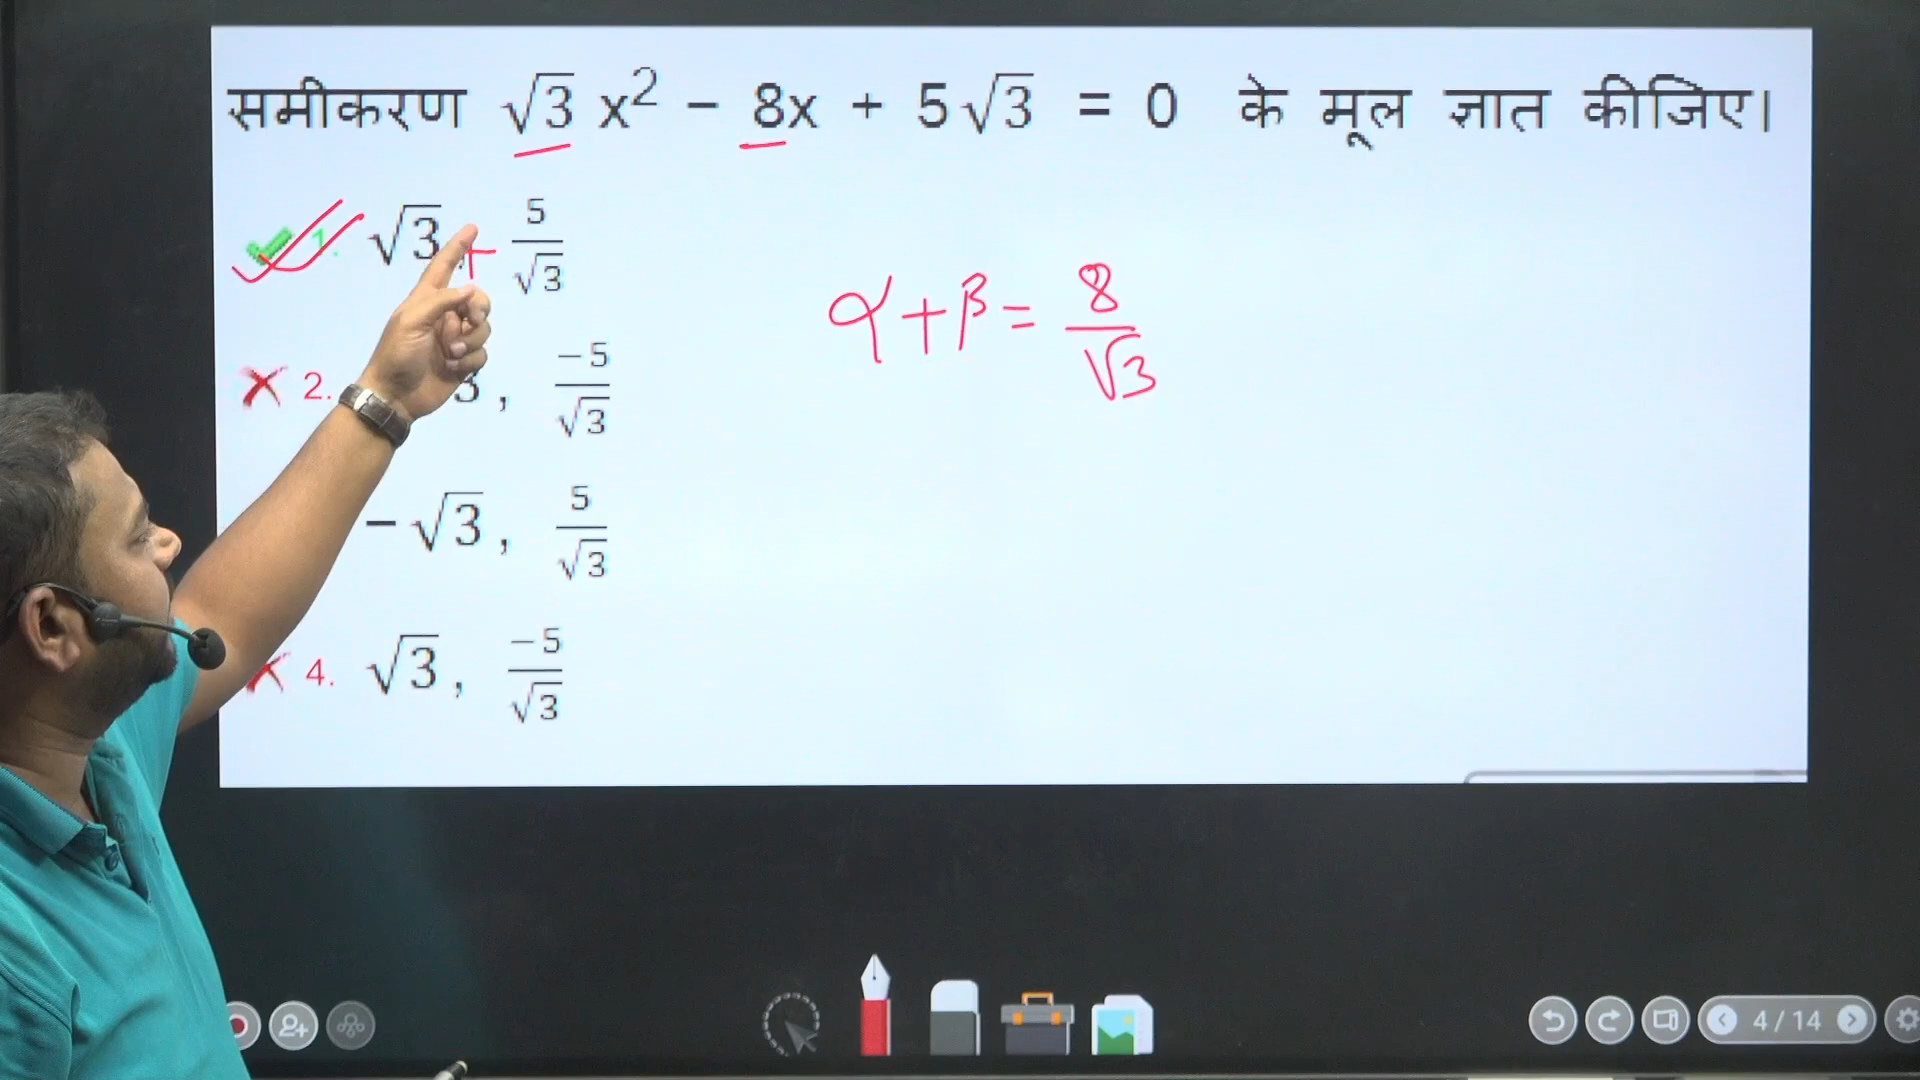 समीकरण √3 x² − 8x + 5√3 = 0 के मूल ज्ञात कीजिए।
1. √3 + 5/√3
α + β = 8/√3
2. 3, −5/√3
−√3, 5/√3
4. √3, −5/√3
4 / 14